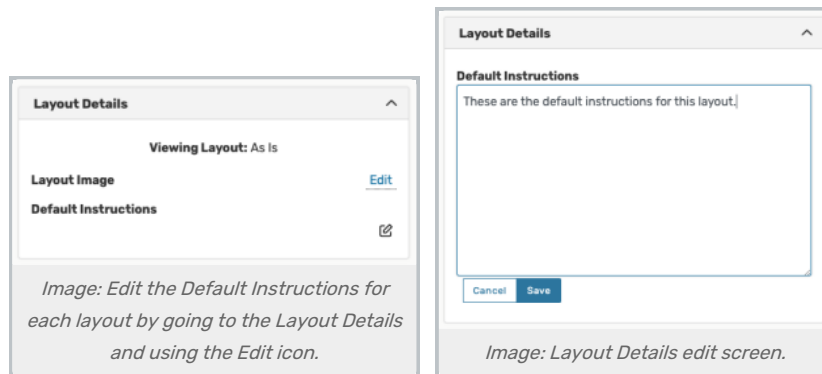 Layout Details
Viewing Layout: As Is
Layout Image Edit
Default Instructions
Image: Edit the Default Instructions for
each layout by going to the Layout Details
and using the Edit icon.
Layout Details
Default Instructions
These are the default instructions for this layout.
Cancel Save
Image: Layout Details edit screen.